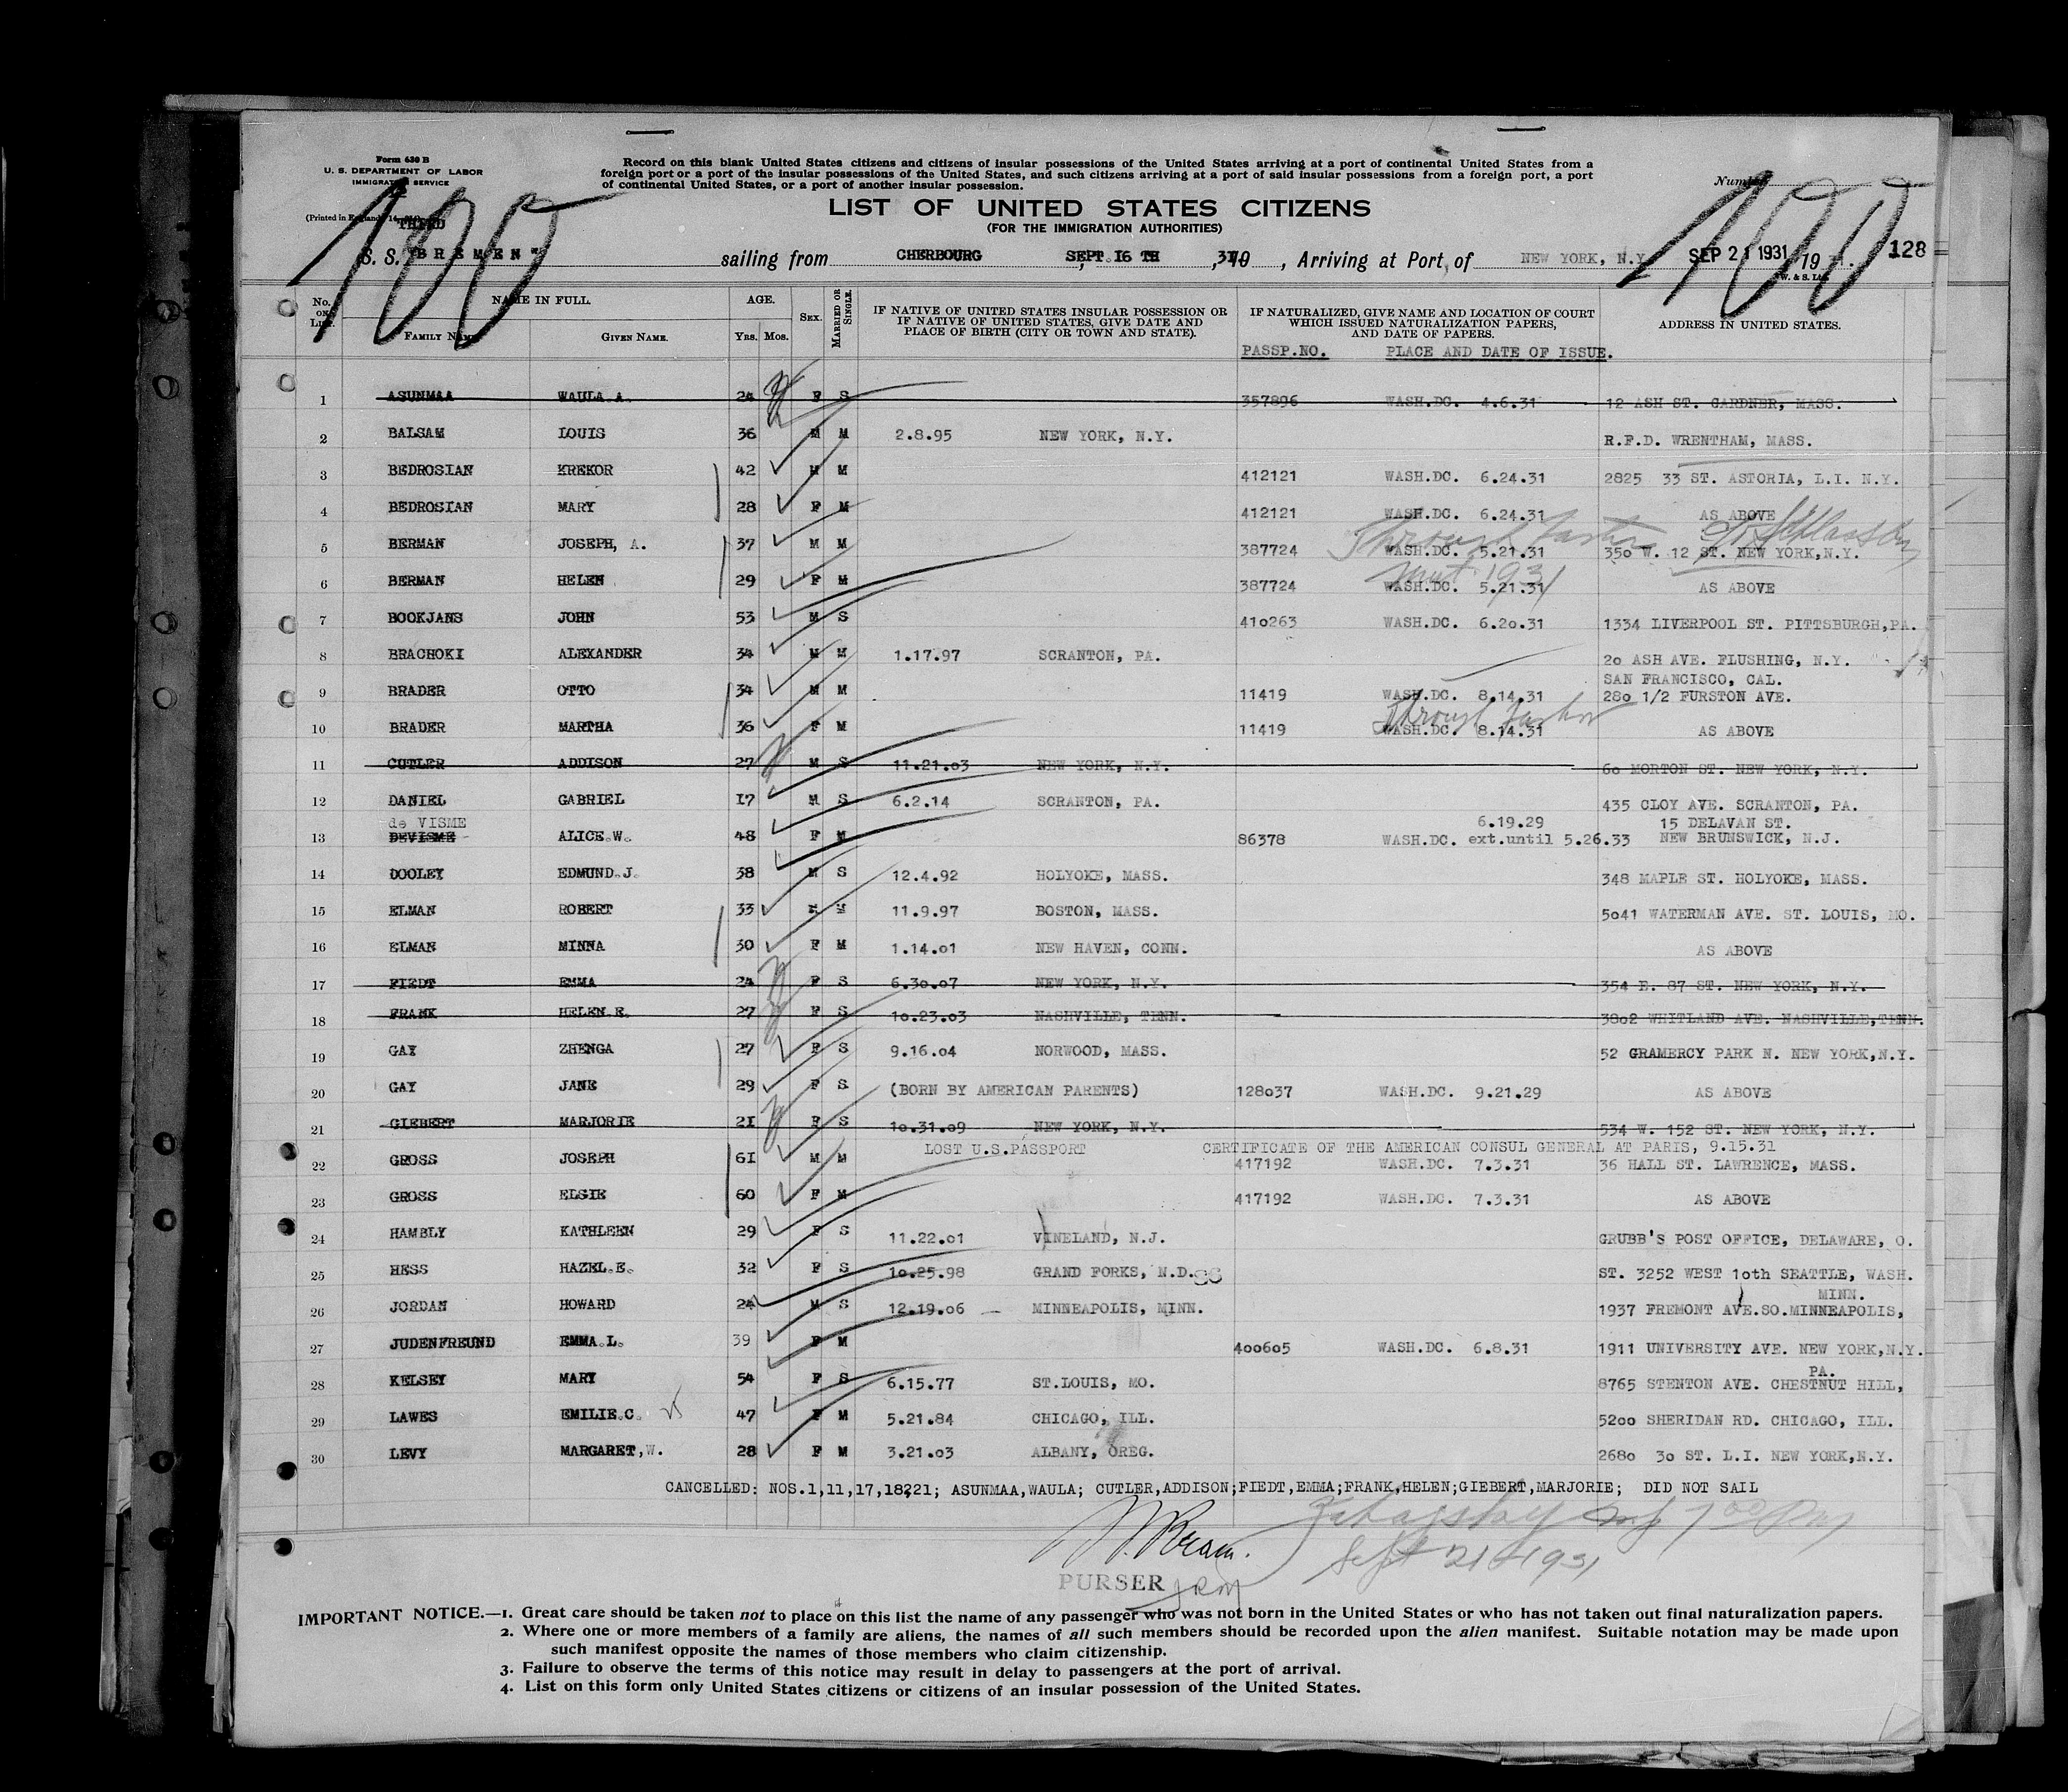 Form 630 B
U. S. DEPARTMENT OF LABOR
IMMIGRATION SERVICE
(Printed in England)
Record on this blank United States citizens and citizens of insular possessions of the United States arriving at a port of continental United States from a
foreign port or a port of the insular possessions of the United States, and such citizens arriving at a port of said insular possessions from a foreign port, a port
of continental United States, or a port of another insular possession.
Number
100
100
128
LIST OF UNITED STATES CITIZENS
(FOR THE IMMIGRATION AUTHORITIES)
THIRD
S. S. "BREMEN" sailing from CHERBOURG SEPT. 16 TH, 31, Arriving at Port of NEW YORK, N.Y. SEP 21 1931 19
No. ON LIST. NAME IN FULL. AGE. SEX. MARRIED OR SINGLE. IF NATIVE OF UNITED STATES INSULAR POSSESSION OR IF NATIVE OF UNITED STATES, GIVE DATE AND PLACE OF BIRTH (CITY OR TOWN AND STATE). IF NATURALIZED, GIVE NAME AND LOCATION OF COURT WHICH ISSUED NATURALIZATION PAPERS, AND DATE OF PAPERS. ADDRESS IN UNITED STATES.
FAMILY NAME. GIVEN NAME. YRS. MOS. PASSP.NO. PLACE AND DATE OF ISSUE.
1 ASUNMAA WAULA A. 24 F S 357896 WASH.DC. 4.6.31 12 ASH ST. GARDNER, MASS.
2 BALSAM LOUIS 36 M M 2.8.95 NEW YORK, N.Y. R.F.D. WRENTHAM, MASS.
3 BEDROSIAN KREKOR 42 M M 412121 WASH.DC. 6.24.31 2825 33 ST. ASTORIA, L.I. N.Y.
4 BEDROSIAN MARY 28 F M 412121 WASH.DC. 6.24.31 AS ABOVE
5 BERMAN JOSEPH, A. 37 M M 387724 WASH.DC. 5.21.31 350 W. 12 ST. NEW YORK,N.Y.
6 BERMAN HELEN 29 F M 387724 WASH.DC. 5.21.31 AS ABOVE
7 BOOKJANS JOHN 53 M S 410263 WASH.DC. 6.20.31 1334 LIVERPOOL ST. PITTSBURGH,PA.
8 BRACHOKI ALEXANDER 34 M M 1.17.97 SCRANTON, PA. 20 ASH AVE. FLUSHING, N.Y.
SAN FRANCISCO, CAL.
9 BRADER OTTO 34 M M 11419 WASH.DC. 8.14.31 280 1/2 FURSTON AVE.
10 BRADER MARTHA 36 F M 11419 WASH.DC. 8.14.31 AS ABOVE
11 CUTLER ADDISON 27 M S 11.21.03 NEW YORK, N.Y. 60 MORTON ST. NEW YORK, N.Y.
12 DANIEL GABRIEL 17 M S 6.2.14 SCRANTON, PA. 435 CLOY AVE. SCRANTON, PA.
de VISME 6.19.29 15 DELAVAN ST.
13 DEVISME ALICE.W. 48 F M 86378 WASH.DC. ext.until 5.26.33 NEW BRUNSWICK, N.J.
14 DOOLEY EDMUND.J. 38 M S 12.4.92 HOLYOKE, MASS. 348 MAPLE ST. HOLYOKE, MASS.
15 ELMAN ROBERT 33 M M 11.9.97 BOSTON, MASS. 5041 WATERMAN AVE. ST. LOUIS, MO.
16 ELMAN MINNA 30 F M 1.14.01 NEW HAVEN, CONN. AS ABOVE
17 FIEDT EMMA 24 F S 6.30.07 NEW YORK, N.Y. 354 E. 87 ST. NEW YORK, N.Y.
18 FRANK HELEN E. 27 F S 10.23.03 NASHVILLE, TENN. 3802 WHITLAND AVE. NASHVILLE,TENN.
19 GAY ZHENGA 27 F S 9.16.04 NORWOOD, MASS. 52 GRAMERCY PARK N. NEW YORK,N.Y.
20 GAY JANE 29 F S (BORN BY AMERICAN PARENTS) 128037 WASH.DC. 9.21.29 AS ABOVE
21 GIEBERT MARJORIE 21 F S 10.31.09 NEW YORK, N.Y. 534 W. 152 ST. NEW YORK, N.Y.
LOST U.S.PASSPORT CERTIFICATE OF THE AMERICAN CONSUL GENERAL AT PARIS, 9.15.31
22 GROSS JOSEPH 61 M M 417192 WASH.DC. 7.3.31 36 HALL ST. LAWRENCE, MASS.
23 GROSS ELSIE 60 F M 417192 WASH.DC. 7.3.31 AS ABOVE
24 HAMBLY KATHLEEN 29 F S 11.22.01 VINELAND, N.J. GRUBB'S POST OFFICE, DELAWARE, O.
25 HESS HAZEL.E. 32 F S 10.25.98 GRAND FORKS, N.D. ST. 3252 WEST 10th SEATTLE, WASH.
MINN.
26 JORDAN HOWARD 24 M S 12.19.06 MINNEAPOLIS, MINN. 1937 FREMONT AVE.SO.MINNEAPOLIS,
27 JUDENFREUND EMMA.L. 39 F M 400605 WASH.DC. 6.8.31 1911 UNIVERSITY AVE. NEW YORK,N.Y.
PA.
28 KELSEY MARY 54 F S 6.15.77 ST.LOUIS, MO. 8765 STENTON AVE. CHESTNUT HILL,
29 LAWES EMILIE.C. 47 F M 5.21.84 CHICAGO, ILL. 5200 SHERIDAN RD. CHICAGO, ILL.
30 LEVY MARGARET,W. 28 F M 3.21.03 ALBANY, OREG. 2680 30 ST. L.I. NEW YORK,N.Y.
CANCELLED: NOS.1,11,17,18,21; ASUNMAA,WAULA; CUTLER,ADDISON;FIEDT,EMMA;FRANK,HELEN;GIEBERT,MARJORIE; DID NOT SAIL
Sept 21st 1931
PURSER
IMPORTANT NOTICE.—1. Great care should be taken not to place on this list the name of any passenger who was not born in the United States or who has not taken out final naturalization papers.
2. Where one or more members of a family are aliens, the names of all such members should be recorded upon the alien manifest. Suitable notation may be made upon
such manifest opposite the names of those members who claim citizenship.
3. Failure to observe the terms of this notice may result in delay to passengers at the port of arrival.
4. List on this form only United States citizens or citizens of an insular possession of the United States.